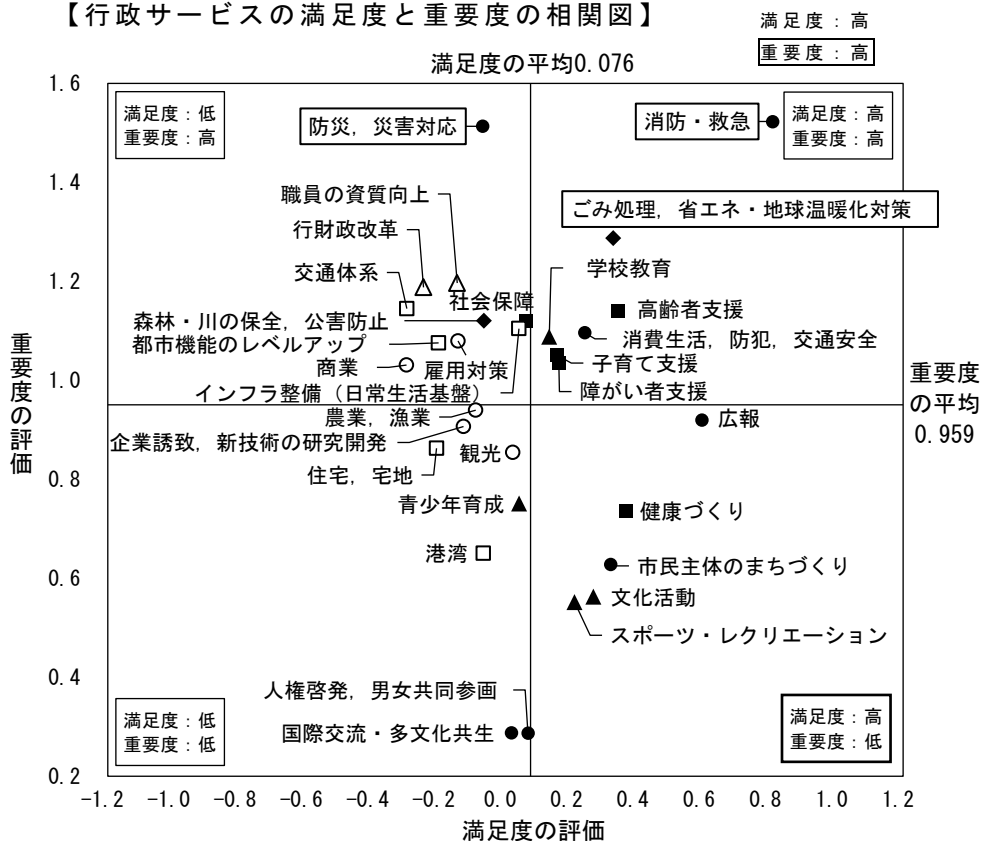 【行政サービスの満足度と重要度の相関図】
満足度：高
重要度：高
満足度の平均0.076
1.6
満足度：低
重要度：高
防災，災害対応
消防・救急
満足度：高
重要度：高
1.4
職員の資質向上
ごみ処理，省エネ・地球温暖化対策
行財政改革
1.2
交通体系
学校教育
社会保障
高齢者支援
森林・川の保全，公害防止
消費生活，防犯，交通安全
都市機能のレベルアップ
商業
雇用対策
子育て支援
1.0
インフラ整備（日常生活基盤）
障がい者支援
重要度
の平均
0.959
重要度の評価
農業，漁業
広報
企業誘致，新技術の研究開発
観光
住宅，宅地
0.8
青少年育成
健康づくり
港湾
市民主体のまちづくり
0.6
文化活動
スポーツ・レクリエーション
0.4
人権啓発，男女共同参画
国際交流・多文化共生
満足度：低
重要度：低
満足度：高
重要度：低
0.2
-1.2 -1.0 -0.8 -0.6 -0.4 -0.2 0.0 0.2 0.4 0.6 0.8 1.0 1.2
満足度の評価